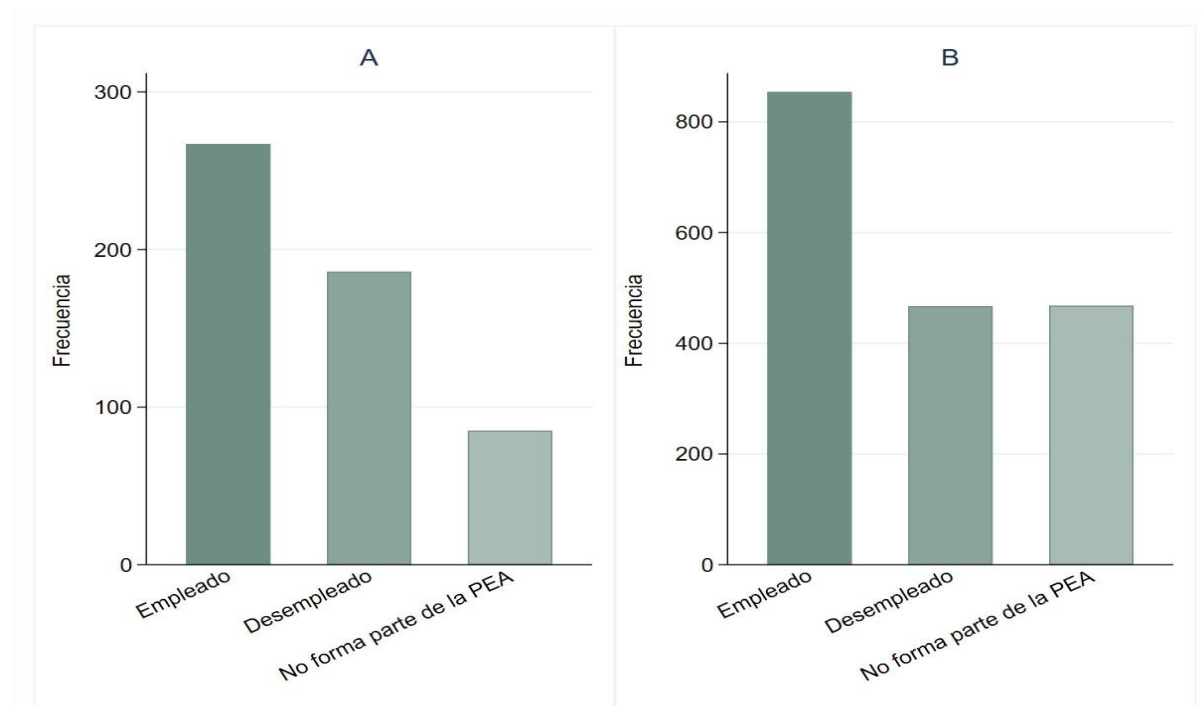 A
300
200
100
0
Frecuencia
Empleado
Desempleado
No forma parte de la PEA
B
800
600
400
200
0
Frecuencia
Empleado
Desempleado
No forma parte de la PEA